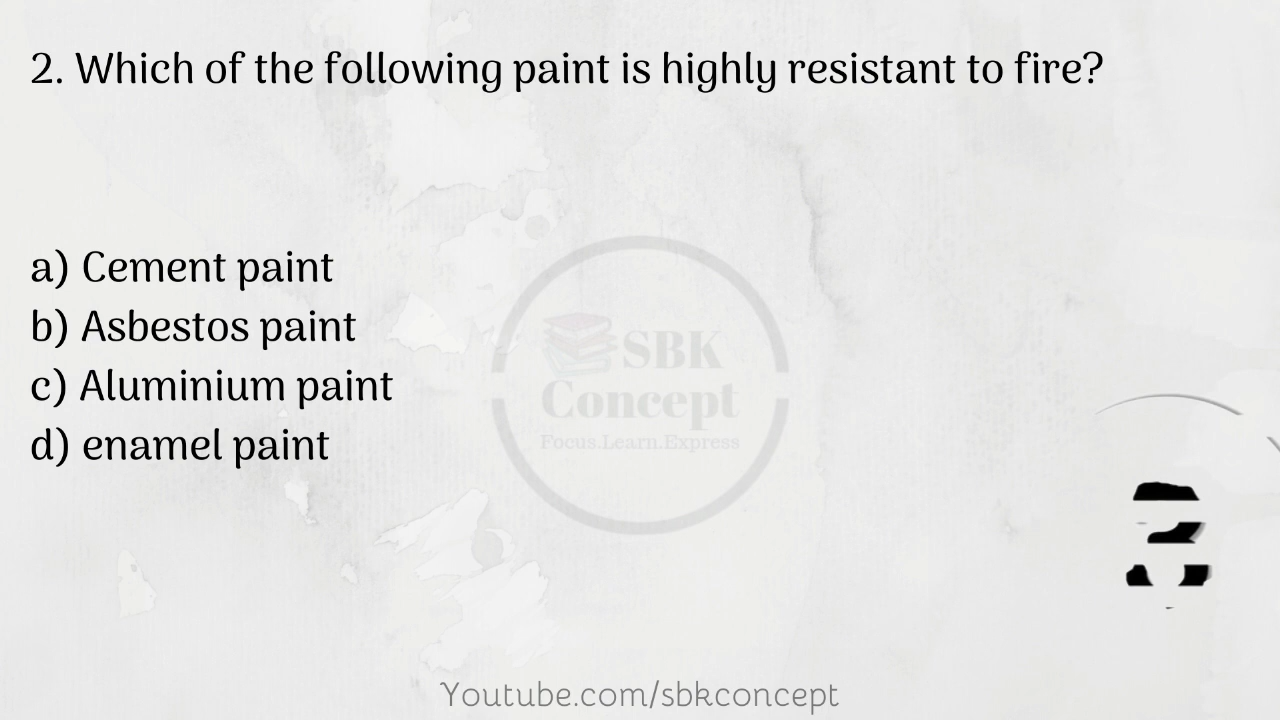 2. Which of the following paint is highly resistant to fire?
a) Cement paint
b) Asbestos paint
c) Aluminium paint
d) enamel paint
SBK
Concept
Focus.Learn.Express
Youtube.com/sbkconcept